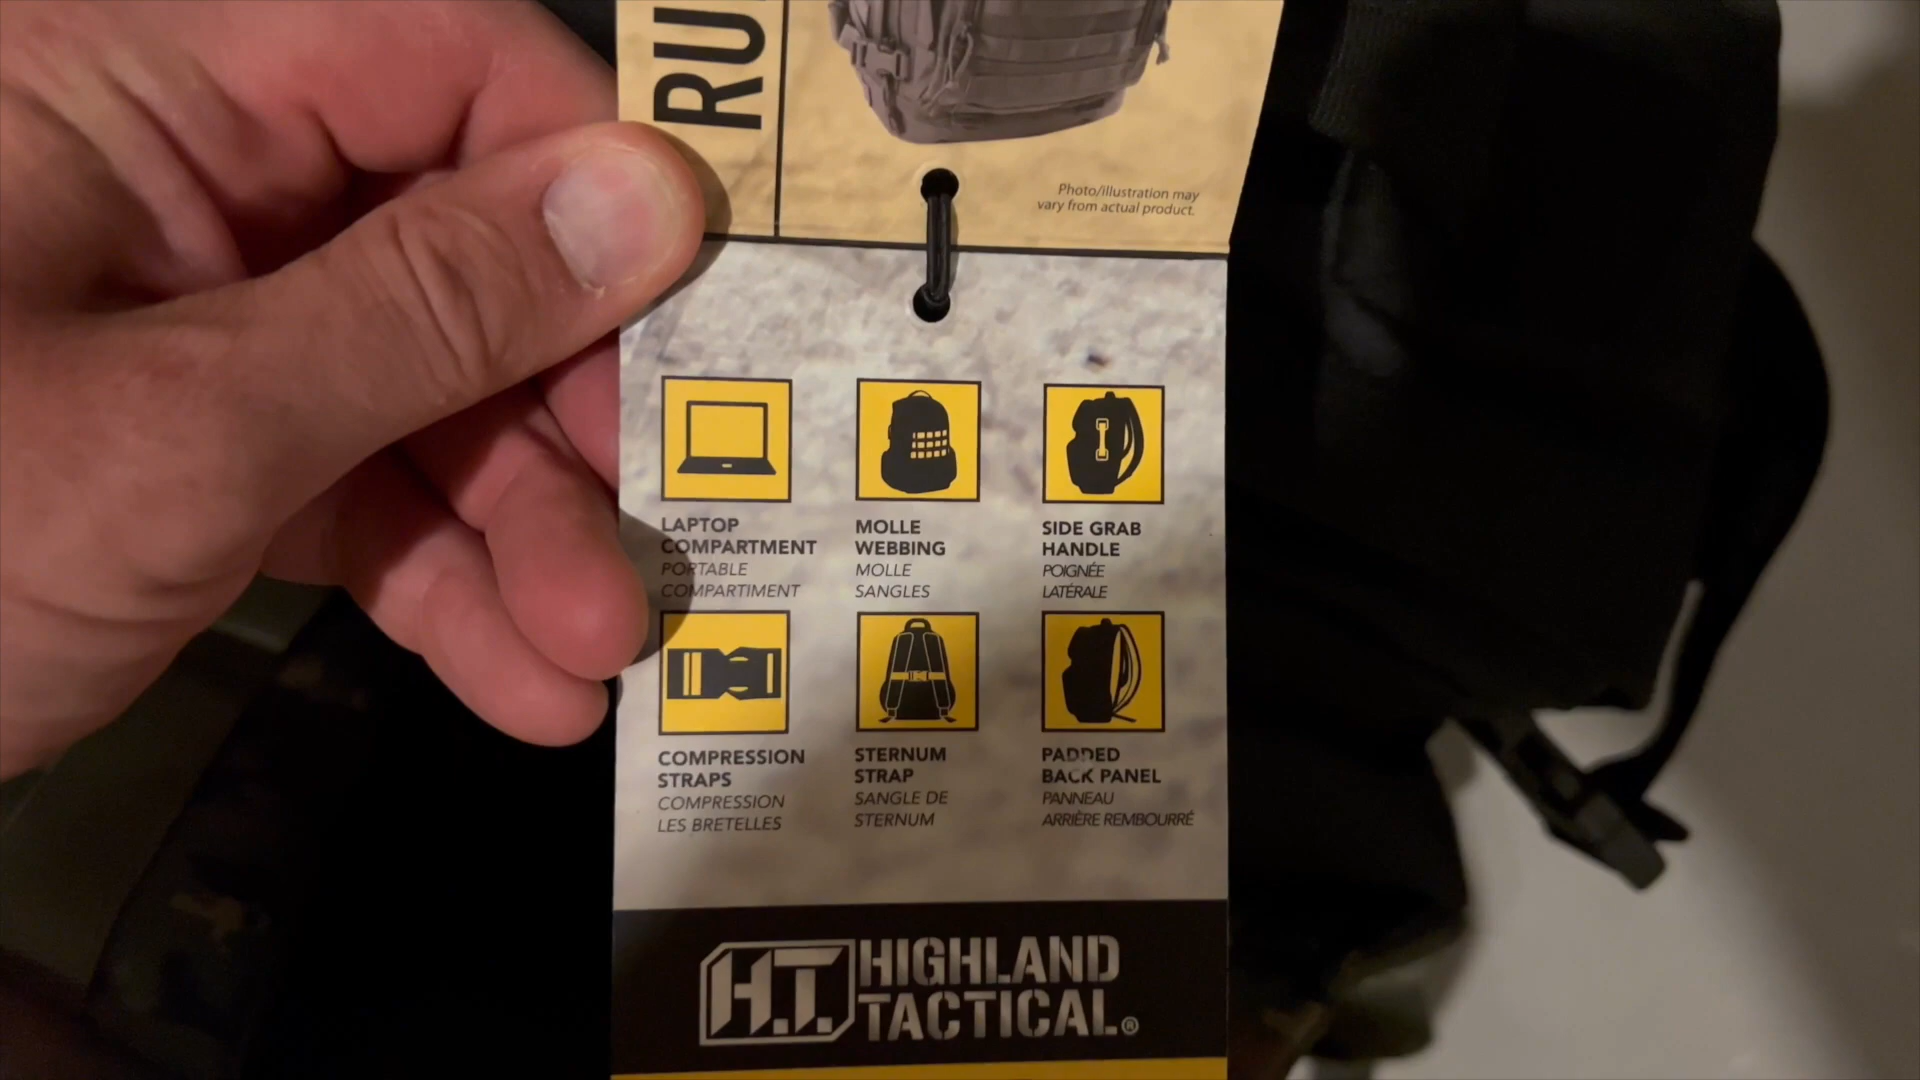 RU
Photo/illustration may
vary from actual product.
LAPTOP
COMPARTMENT
PORTABLE
COMPARTIMENT
MOLLE
WEBBING
MOLLE
SANGLES
SIDE GRAB
HANDLE
POIGNÉE
LATÉRALE
COMPRESSION
STRAPS
COMPRESSION
LES BRETELLES
STERNUM
STRAP
SANGLE DE
STERNUM
PADDED
BACK PANEL
PANNEAU
ARRIÈRE REMBOURRÉ
H.T. HIGHLAND
TACTICAL®